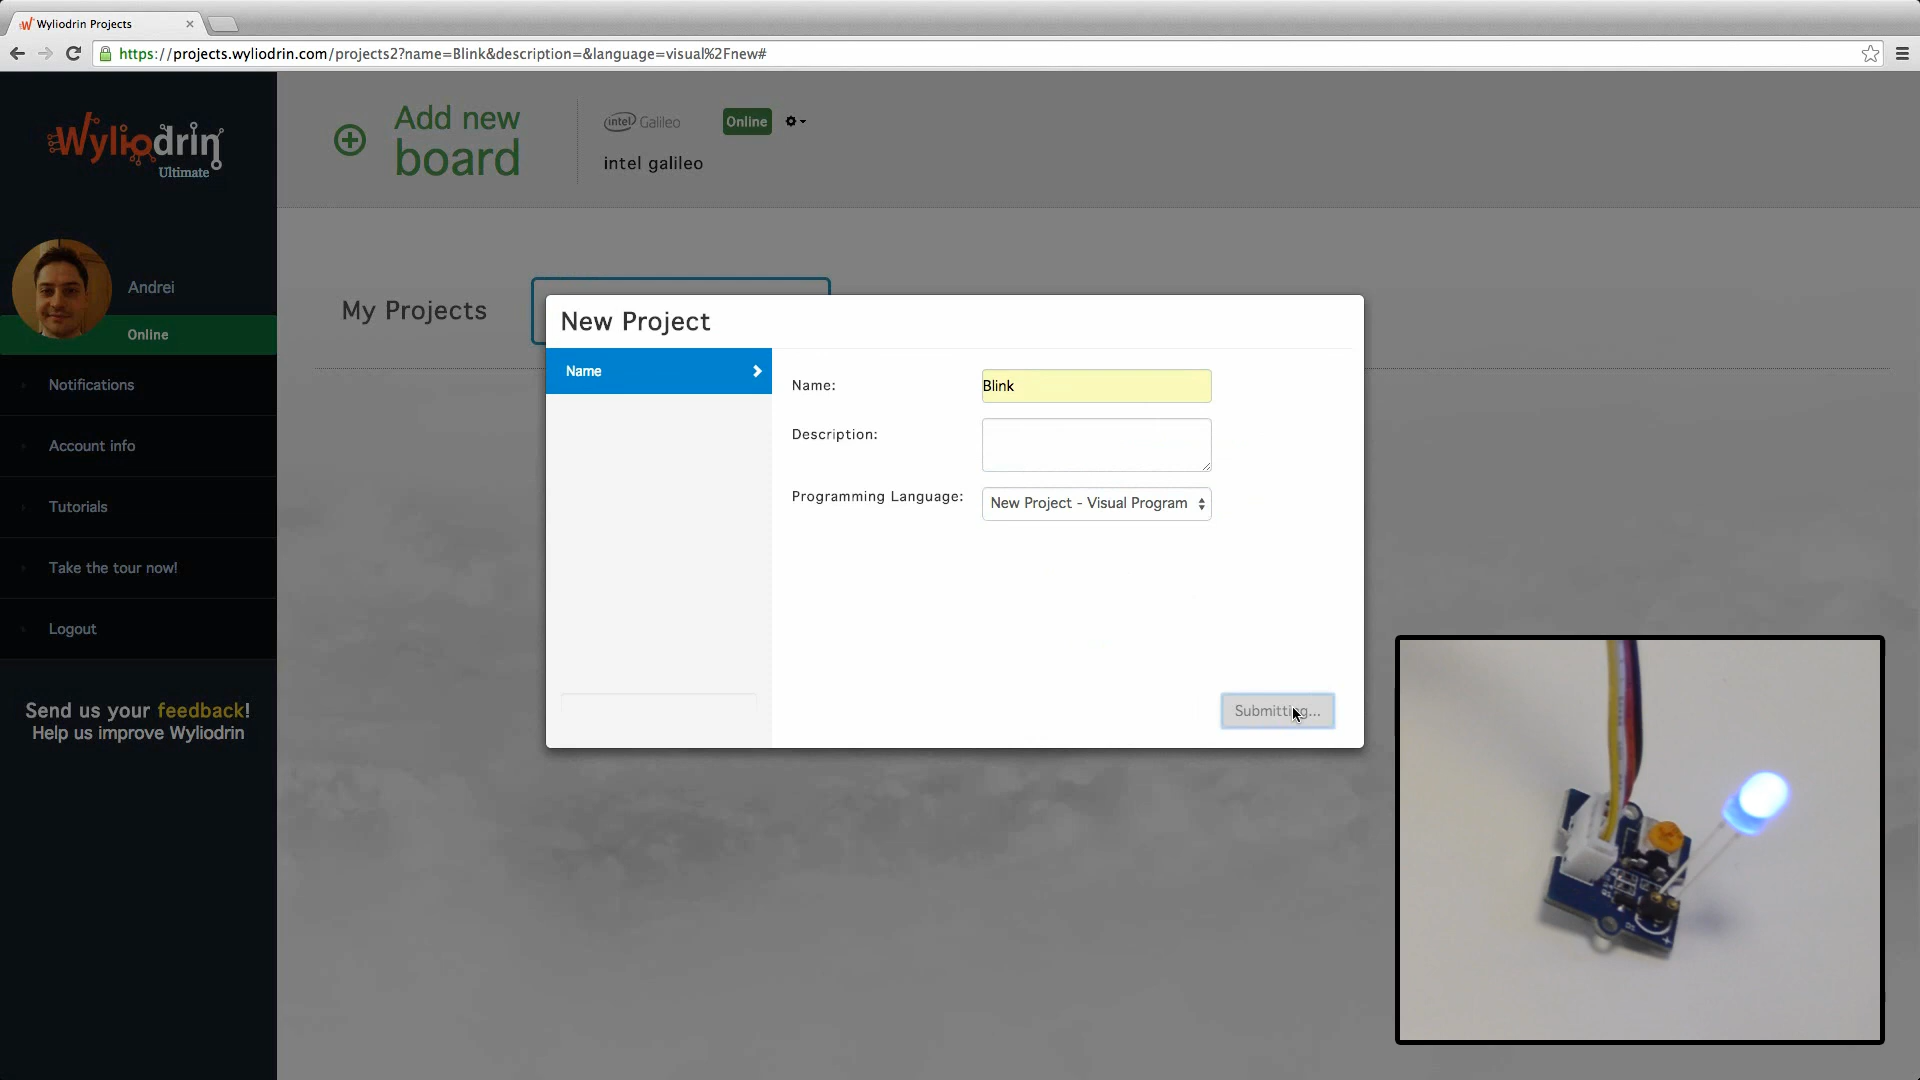 Wyliodrin Projects
https://projects.wyliodrin.com/projects2?name=Blink&description=&language=visual%2Fnew#
Wyliodrin
Ultimate
Andrei
Online
Notifications
Account info
Tutorials
Take the tour now!
Logout
Send us your feedback!
Help us improve Wyliodrin
Add new
board
intel Galileo
Online
intel galileo
My Projects
New Project
Name
Name:
Blink
Description:
Programming Language:
New Project - Visual Program
Submitting...